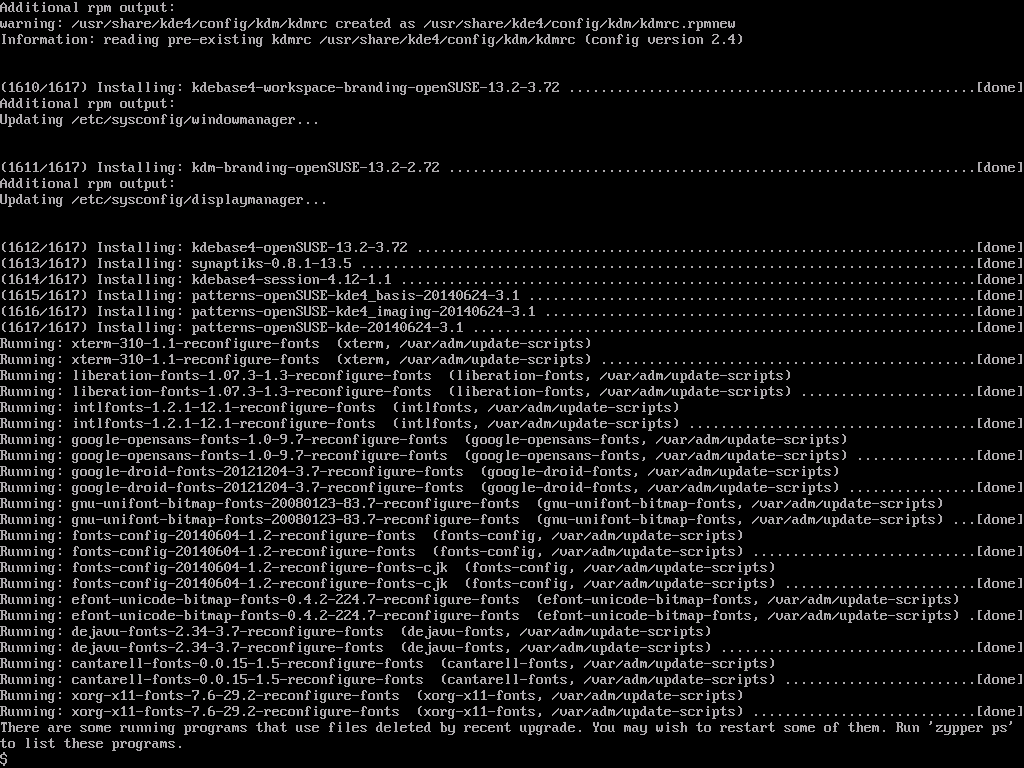 Additional rpm output:
warning: /usr/share/kde4/config/kdm/kdmrc created as /usr/share/kde4/config/kdm/kdmrc.rpmnew
Information: reading pre-existing kdmrc /usr/share/kde4/config/kdm/kdmrc (config version 2.4)
(1610/1617) Installing: kdebase4-workspace-branding-openSUSE-13.2-3.72 ...................................................[done]
Additional rpm output:
Updating /etc/sysconfig/windowmanager...
(1611/1617) Installing: kdm-branding-openSUSE-13.2-2.72 ..................................................................[done]
Additional rpm output:
Updating /etc/sysconfig/displaymanager...
(1612/1617) Installing: kdebase4-openSUSE-13.2-3.72 ......................................................................[done]
(1613/1617) Installing: synaptiks-0.8.1-13.5 .............................................................................[done]
(1614/1617) Installing: kdebase4-session-4.12-1.1 ........................................................................[done]
(1615/1617) Installing: patterns-openSUSE-kde4_basis-20140624-3.1 ........................................................[done]
(1616/1617) Installing: patterns-openSUSE-kde4_imaging-20140624-3.1 ......................................................[done]
(1617/1617) Installing: patterns-openSUSE-kde-20140624-3.1 ...............................................................[done]
Running: xterm-310-1.1-reconfigure-fonts  (xterm, /var/adm/update-scripts)
Running: xterm-310-1.1-reconfigure-fonts  (xterm, /var/adm/update-scripts) ...............................................[done]
Running: liberation-fonts-1.07.3-1.3-reconfigure-fonts  (liberation-fonts, /var/adm/update-scripts)
Running: liberation-fonts-1.07.3-1.3-reconfigure-fonts  (liberation-fonts, /var/adm/update-scripts) ......................[done]
Running: intlfonts-1.2.1-12.1-reconfigure-fonts  (intlfonts, /var/adm/update-scripts)
Running: intlfonts-1.2.1-12.1-reconfigure-fonts  (intlfonts, /var/adm/update-scripts) ....................................[done]
Running: google-opensans-fonts-1.0-9.7-reconfigure-fonts  (google-opensans-fonts, /var/adm/update-scripts)
Running: google-opensans-fonts-1.0-9.7-reconfigure-fonts  (google-opensans-fonts, /var/adm/update-scripts) ...............[done]
Running: google-droid-fonts-20121204-3.7-reconfigure-fonts  (google-droid-fonts, /var/adm/update-scripts)
Running: google-droid-fonts-20121204-3.7-reconfigure-fonts  (google-droid-fonts, /var/adm/update-scripts) ................[done]
Running: gnu-unifont-bitmap-fonts-20080123-83.7-reconfigure-fonts  (gnu-unifont-bitmap-fonts, /var/adm/update-scripts)
Running: gnu-unifont-bitmap-fonts-20080123-83.7-reconfigure-fonts  (gnu-unifont-bitmap-fonts, /var/adm/update-scripts) ...[done]
Running: fonts-config-20140604-1.2-reconfigure-fonts  (fonts-config, /var/adm/update-scripts)
Running: fonts-config-20140604-1.2-reconfigure-fonts  (fonts-config, /var/adm/update-scripts) ............................[done]
Running: fonts-config-20140604-1.2-reconfigure-fonts-cjk  (fonts-config, /var/adm/update-scripts)
Running: fonts-config-20140604-1.2-reconfigure-fonts-cjk  (fonts-config, /var/adm/update-scripts) ........................[done]
Running: efont-unicode-bitmap-fonts-0.4.2-224.7-reconfigure-fonts  (efont-unicode-bitmap-fonts, /var/adm/update-scripts)
Running: efont-unicode-bitmap-fonts-0.4.2-224.7-reconfigure-fonts  (efont-unicode-bitmap-fonts, /var/adm/update-scripts) .[done]
Running: dejavu-fonts-2.34-3.7-reconfigure-fonts  (dejavu-fonts, /var/adm/update-scripts)
Running: dejavu-fonts-2.34-3.7-reconfigure-fonts  (dejavu-fonts, /var/adm/update-scripts) ................................[done]
Running: cantarell-fonts-0.0.15-1.5-reconfigure-fonts  (cantarell-fonts, /var/adm/update-scripts)
Running: cantarell-fonts-0.0.15-1.5-reconfigure-fonts  (cantarell-fonts, /var/adm/update-scripts) ........................[done]
Running: xorg-x11-fonts-7.6-29.2-reconfigure-fonts  (xorg-x11-fonts, /var/adm/update-scripts)
Running: xorg-x11-fonts-7.6-29.2-reconfigure-fonts  (xorg-x11-fonts, /var/adm/update-scripts) ............................[done]
There are some running programs that use files deleted by recent upgrade. You may wish to restart some of them. Run 'zypper ps'
to list these programs.
$